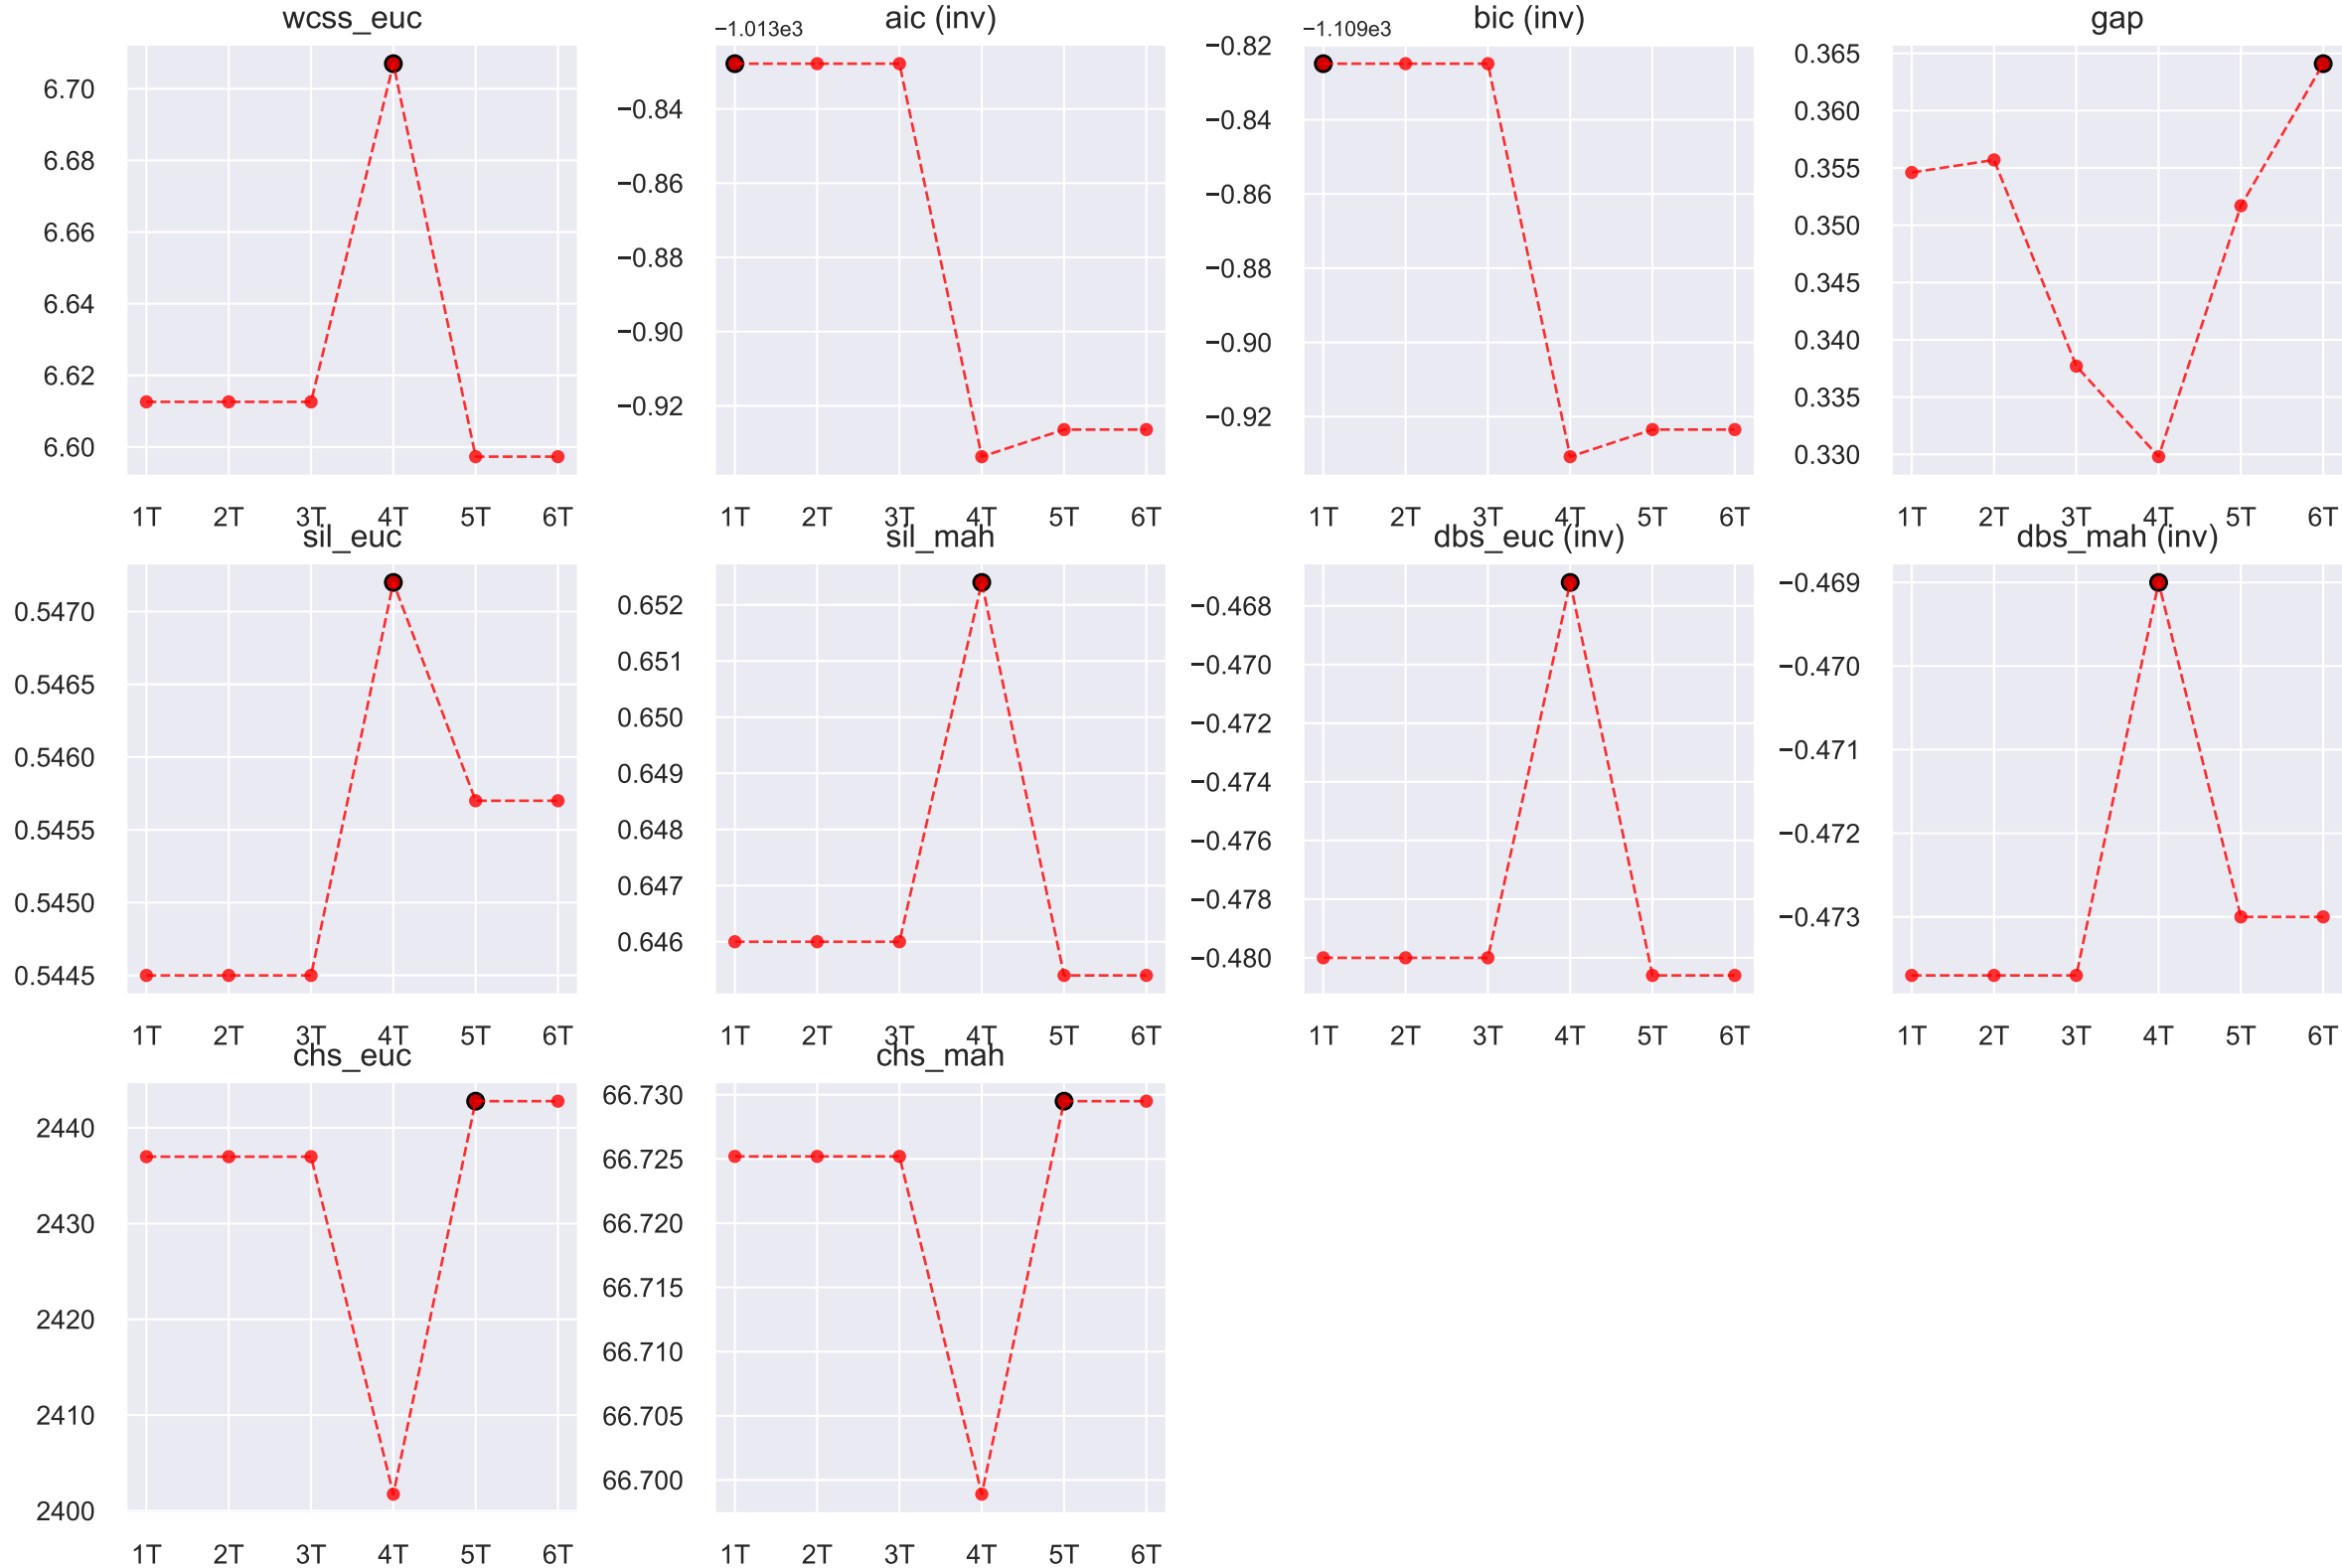 wcss_euc
6.70
6.68
6.66
6.64
6.62
6.60
1T 2T 3T 4T 5T 6T
aic (inv)
−1.013e3
−0.84
−0.86
−0.88
−0.90
−0.92
1T 2T 3T 4T 5T 6T
bic (inv)
−1.109e3
−0.82
−0.84
−0.86
−0.88
−0.90
−0.92
1T 2T 3T 4T 5T 6T
gap
0.365
0.360
0.355
0.350
0.345
0.340
0.335
0.330
1T 2T 3T 4T 5T 6T
sil_euc
0.5470
0.5465
0.5460
0.5455
0.5450
0.5445
1T 2T 3T 4T 5T 6T
sil_mah
0.652
0.651
0.650
0.649
0.648
0.647
0.646
1T 2T 3T 4T 5T 6T
dbs_euc (inv)
−0.468
−0.470
−0.472
−0.474
−0.476
−0.478
−0.480
1T 2T 3T 4T 5T 6T
dbs_mah (inv)
−0.469
−0.470
−0.471
−0.472
−0.473
1T 2T 3T 4T 5T 6T
chs_euc
2440
2430
2420
2410
2400
1T 2T 3T 4T 5T 6T
chs_mah
66.730
66.725
66.720
66.715
66.710
66.705
66.700
1T 2T 3T 4T 5T 6T